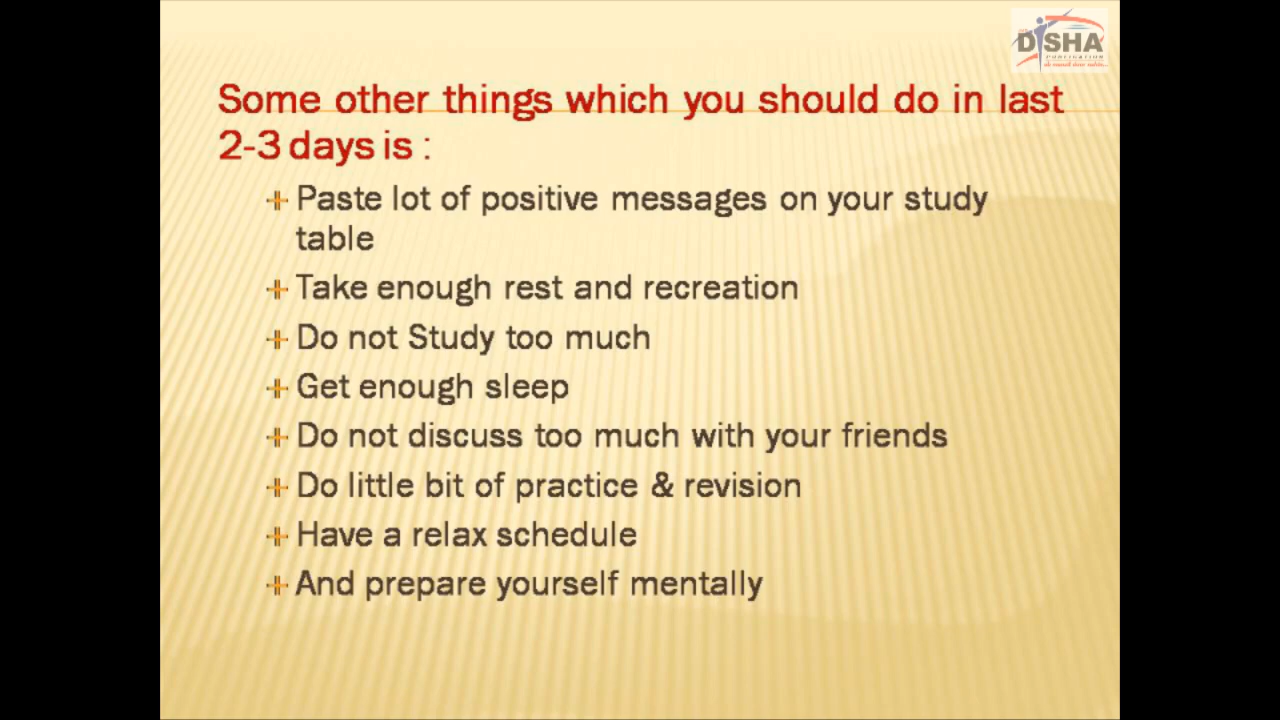 DISHA
PUBLICATION
Some other things which you should do in last
2-3 days is :
Paste lot of positive messages on your study
table
Take enough rest and recreation
Do not Study too much
Get enough sleep
Do not discuss too much with your friends
Do little bit of practice & revision
Have a relax schedule
And prepare yourself mentally